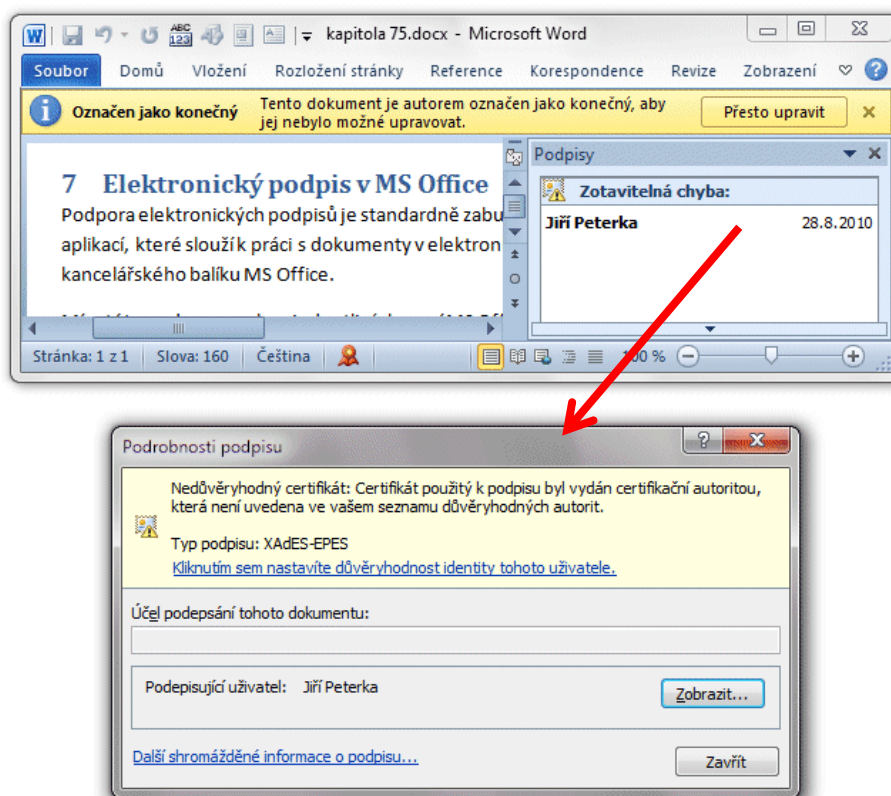 ABC
123
kapitola 75.docx - Microsoft Word
Soubor Domů Vložení Rozložení stránky Reference Korespondence Revize Zobrazení
Označen jako konečný Tento dokument je autorem označen jako konečný, aby
jej nebylo možné upravovat.
Přesto upravit
Podpisy
Zotavitelná chyba:
Jiří Peterka 28.8.2010
7 Elektronický podpis v MS Office
Podpora elektronických podpisů je standardně zabu
aplikací, které slouží k práci s dokumenty v elektron
kancelářského balíku MS Office.
Stránka: 1 z 1 Slova: 160 Čeština 100 %
Podrobnosti podpisu
Nedůvěryhodný certifikát: Certifikát použitý k podpisu byl vydán certifikační autoritou,
která není uvedena ve vašem seznamu důvěryhodných autorit.
Typ podpisu: XAdES-EPES
Kliknutím sem nastavíte důvěryhodnost identity tohoto uživatele.
Účel podepsání tohoto dokumentu:
Podepisující uživatel: Jiří Peterka
Zobrazit...
Další shromážděné informace o podpisu...
Zavřít